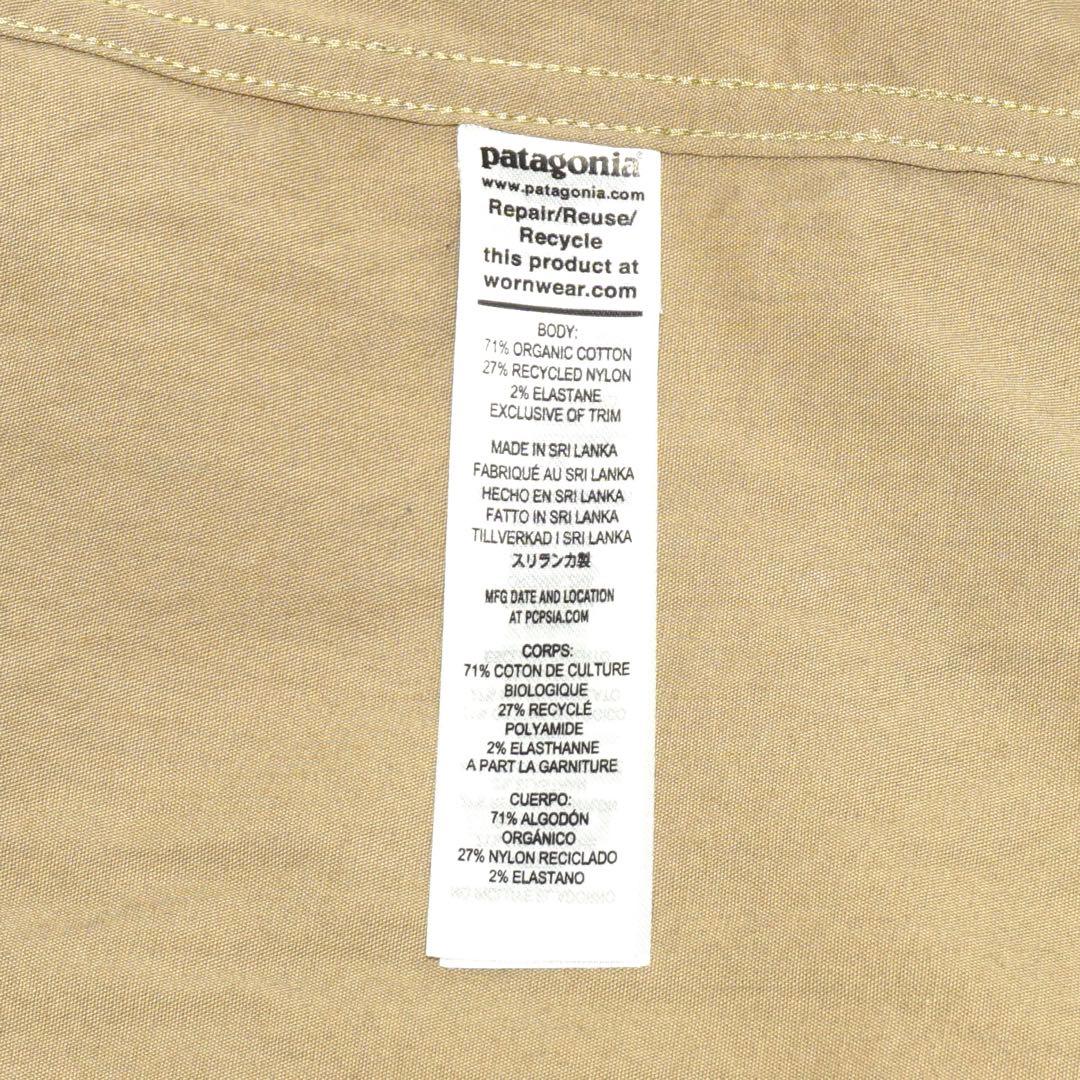 patagonia®
www.patagonia.com
Repair/Reuse/
Recycle
this product at
wornwear.com
BODY:
71% ORGANIC COTTON
27% RECYCLED NYLON
2% ELASTANE
EXCLUSIVE OF TRIM
MADE IN SRI LANKA
FABRIQUÉ AU SRI LANKA
HECHO EN SRI LANKA
FATTO IN SRI LANKA
TILLVERKAD I SRI LANKA
スリランカ製
MFG DATE AND LOCATION
AT PCPSIA.COM
CORPS:
71% COTON DE CULTURE
BIOLOGIQUE
27% RECYCLÉ
POLYAMIDE
2% ELASTHANNE
A PART LA GARNITURE
CUERPO:
71% ALGODÓN
ORGÁNICO
27% NYLON RECICLADO
2% ELASTANO